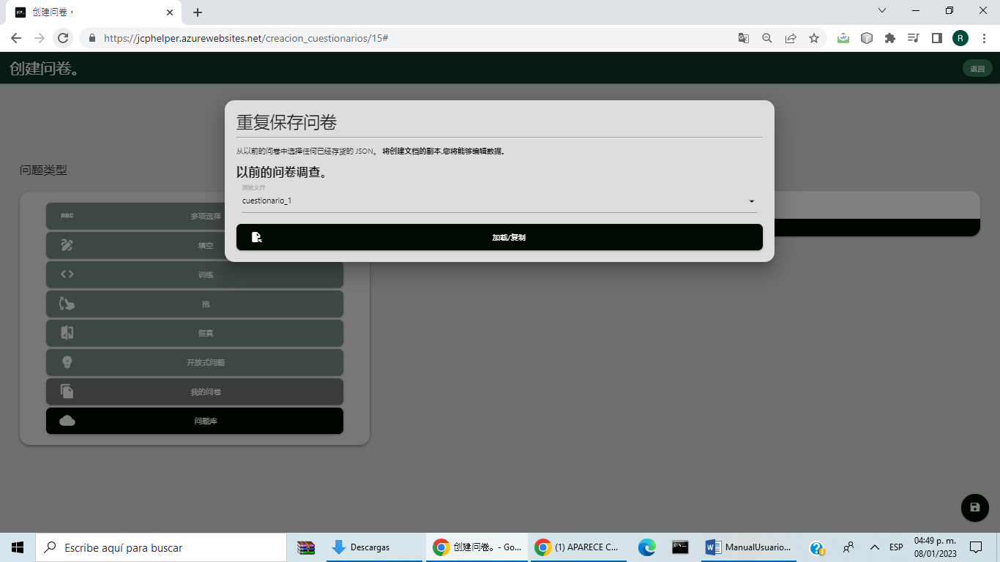 创建问卷。
https://jcphelper.azurewebsites.net/creacion_cuestionarios/15#
R
创建问卷。
返回
重复保存问卷
从以前的问卷中选择任何已经存货的 JSON。 将创建文档的副本,您将能够编辑数据。
以前的问卷调查。
测验文件
cuestionario_1
加载/复制
问题类型
ABC 多项选择
填空
训练
拖
假真
开放式问题
我的问卷
问题库
Escribe aquí para buscar
Descargas
创建问卷。 - Go...
(1) APARECE C...
ManualUsuario...
ESP
04:49 p. m.
08/01/2023